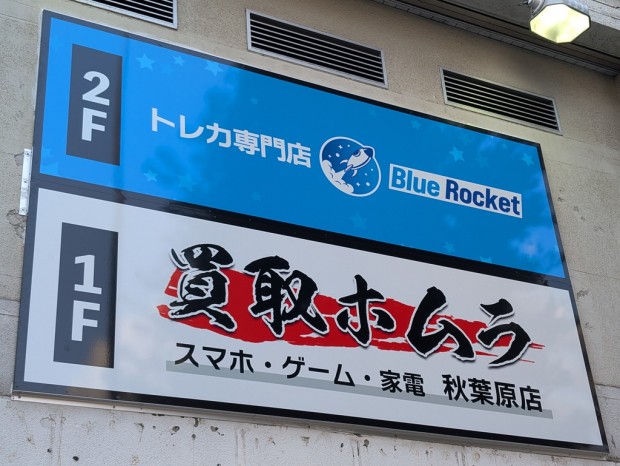 2F
トレカ専門店
Blue Rocket
1F
買取ホムラ
スマホ・ゲーム・家電 秋葉原店